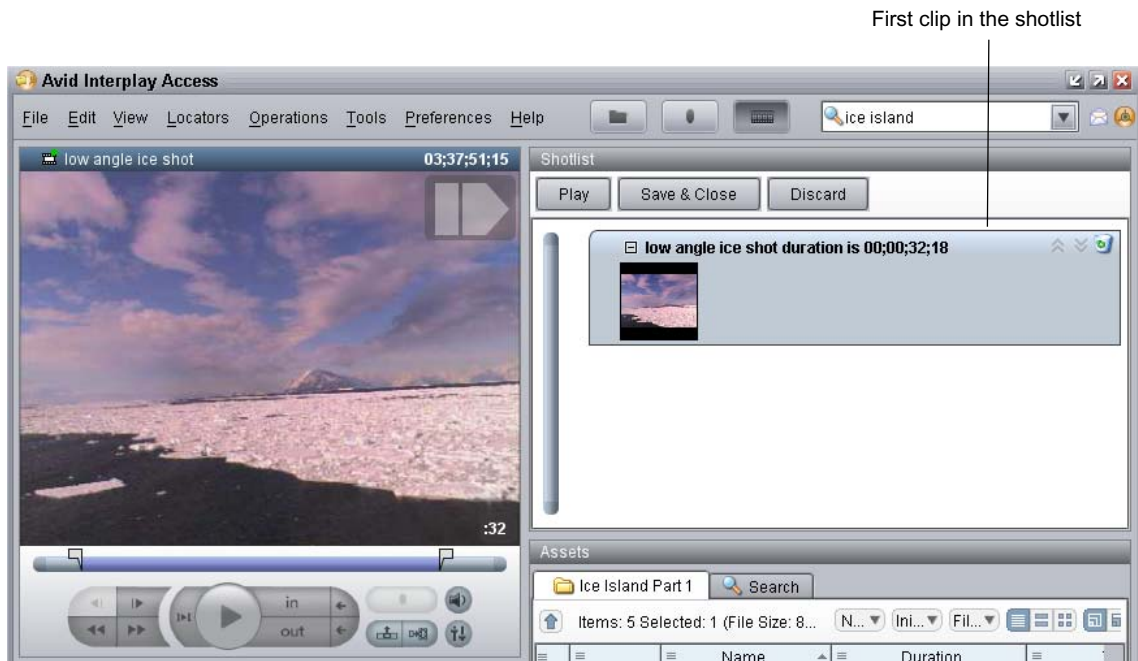 First clip in the shotlist
Avid Interplay Access
File Edit View Locators Operations Tools Preferences Help
ice island
low angle ice shot 03;37;51;15
Shotlist
Play Save & Close Discard
low angle ice shot duration is 00;00;32;18
:32
Assets
in
out
Ice Island Part 1 Search
Items: 5 Selected: 1 (File Size: 8... N... Ini... Fil...
Name Duration